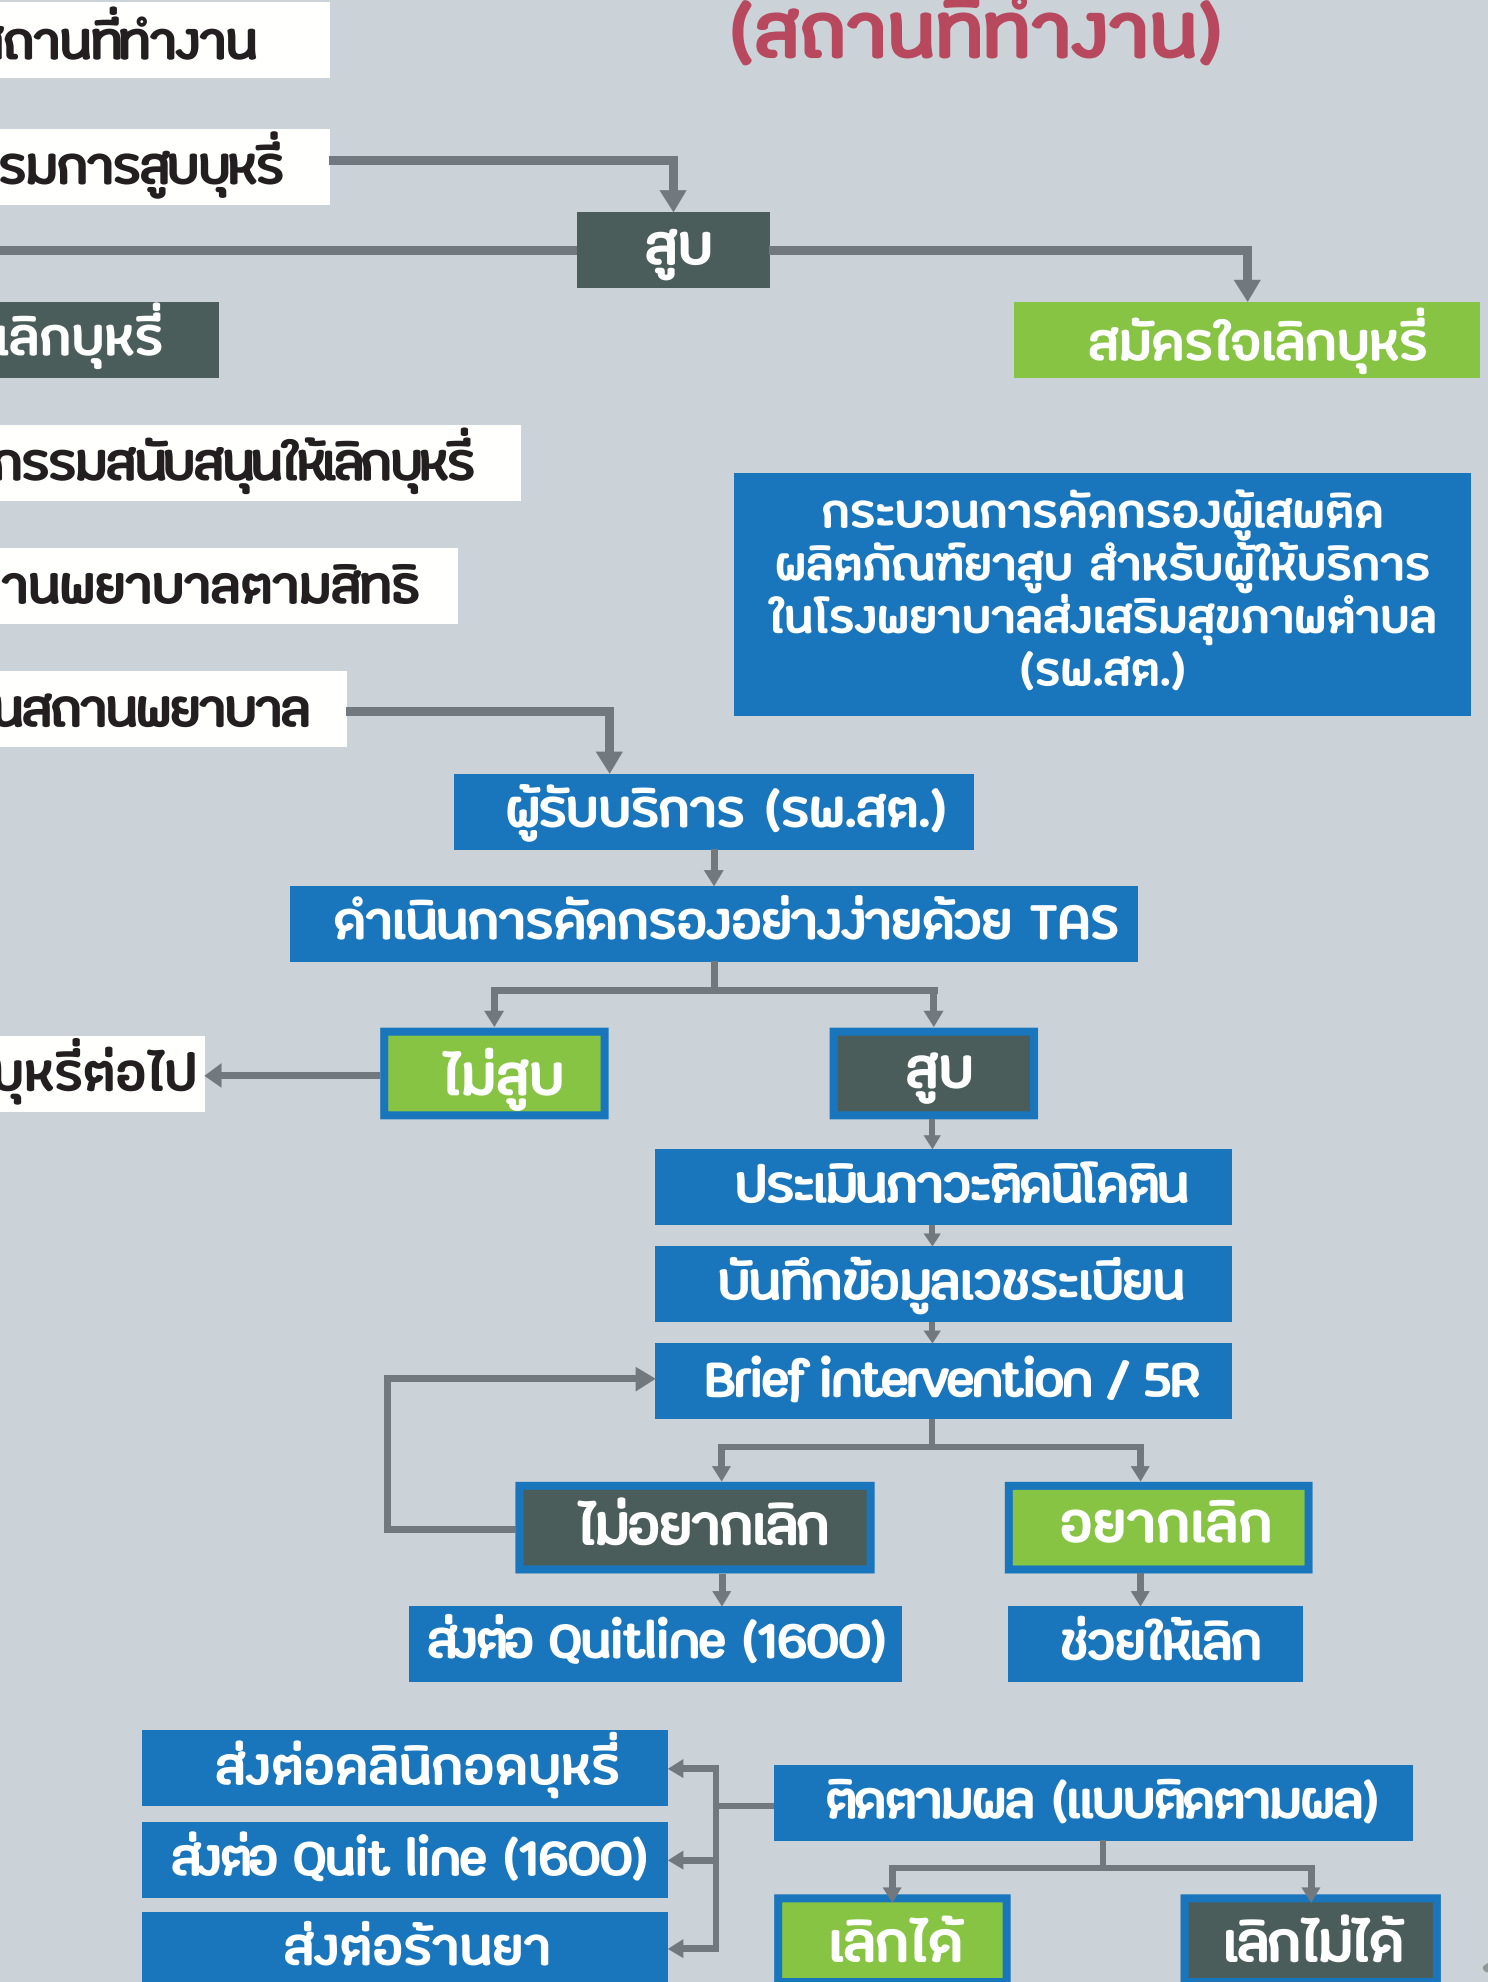 สถานที่ทำงาน
(สถานที่ทำงาน)
รมการสูบบุหรี่
สูบ
เลิกบุหรี่
สมัครใจเลิกบุหรี่
กรรมสนับสนุนให้เลิกบุหรี่
กระบวนการคัดกรองผู้เสพติด
ผลิตภัณฑ์ยาสูบ สำหรับผู้ให้บริการ
ในโรงพยาบาลส่งเสริมสุขภาพตำบล
(รพ.สต.)
านพยาบาลตามสิทธิ
นสถานพยาบาล
ผู้รับบริการ (รพ.สต.)
ดำเนินการคัดกรองอย่างง่ายด้วย TAS
บุหรี่ต่อไป
ไม่สูบ
สูบ
ประเมินภาวะติดนิโคติน
บันทึกข้อมูลเวชระเบียน
Brief intervention / 5R
ไม่อยากเลิก
อยากเลิก
ส่งต่อ Quitline (1600)
ช่วยให้เลิก
ส่งต่อคลินิกอดบุหรี่
ติดตามผล (แบบติดตามผล)
ส่งต่อ Quit line (1600)
ส่งต่อร้านยา
เลิกได้
เลิกไม่ได้